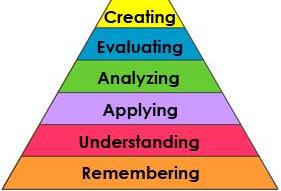 Creating
Evaluating
Analyzing
Applying
Understanding
Remembering